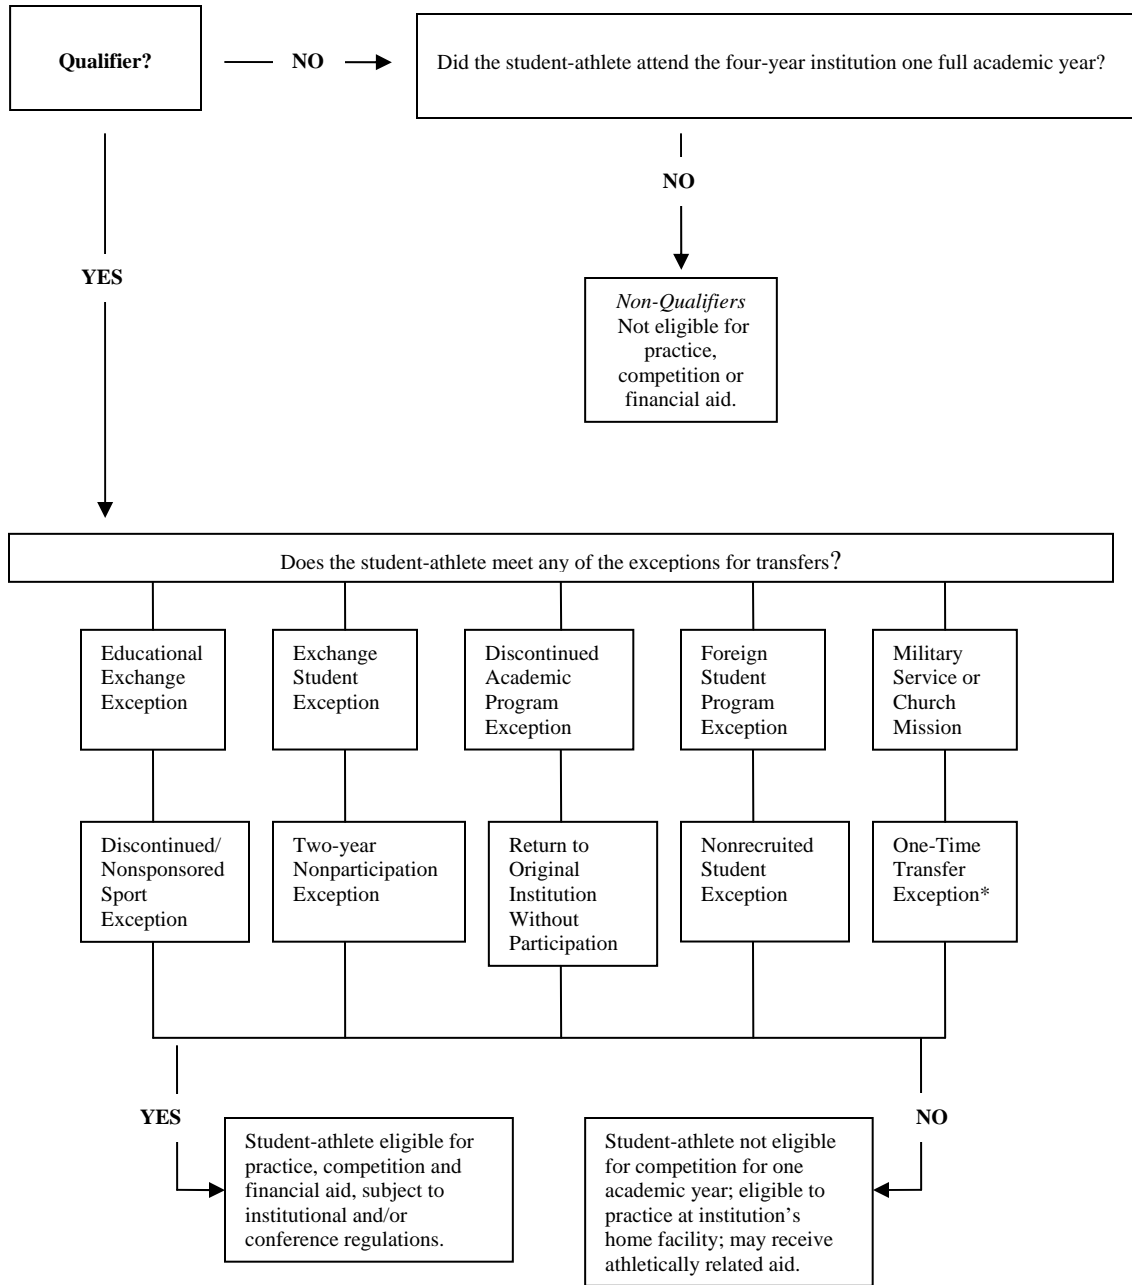 Qualifier?
NO
Did the student-athlete attend the four-year institution one full academic year?
NO
YES
Non-Qualifiers
Not eligible for
practice,
competition or
financial aid.
Does the student-athlete meet any of the exceptions for transfers?
Educational
Exchange
Exception
Exchange
Student
Exception
Discontinued
Academic
Program
Exception
Foreign
Student
Program
Exception
Military
Service or
Church
Mission
Discontinued/
Nonsponsored
Sport
Exception
Two-year
Nonparticipation
Exception
Return to
Original
Institution
Without
Participation
Nonrecruited
Student
Exception
One-Time
Transfer
Exception*
YES
Student-athlete eligible for
practice, competition and
financial aid, subject to
institutional and/or
conference regulations.
NO
Student-athlete not eligible
for competition for one
academic year; eligible to
practice at institution's
home facility; may receive
athletically related aid.